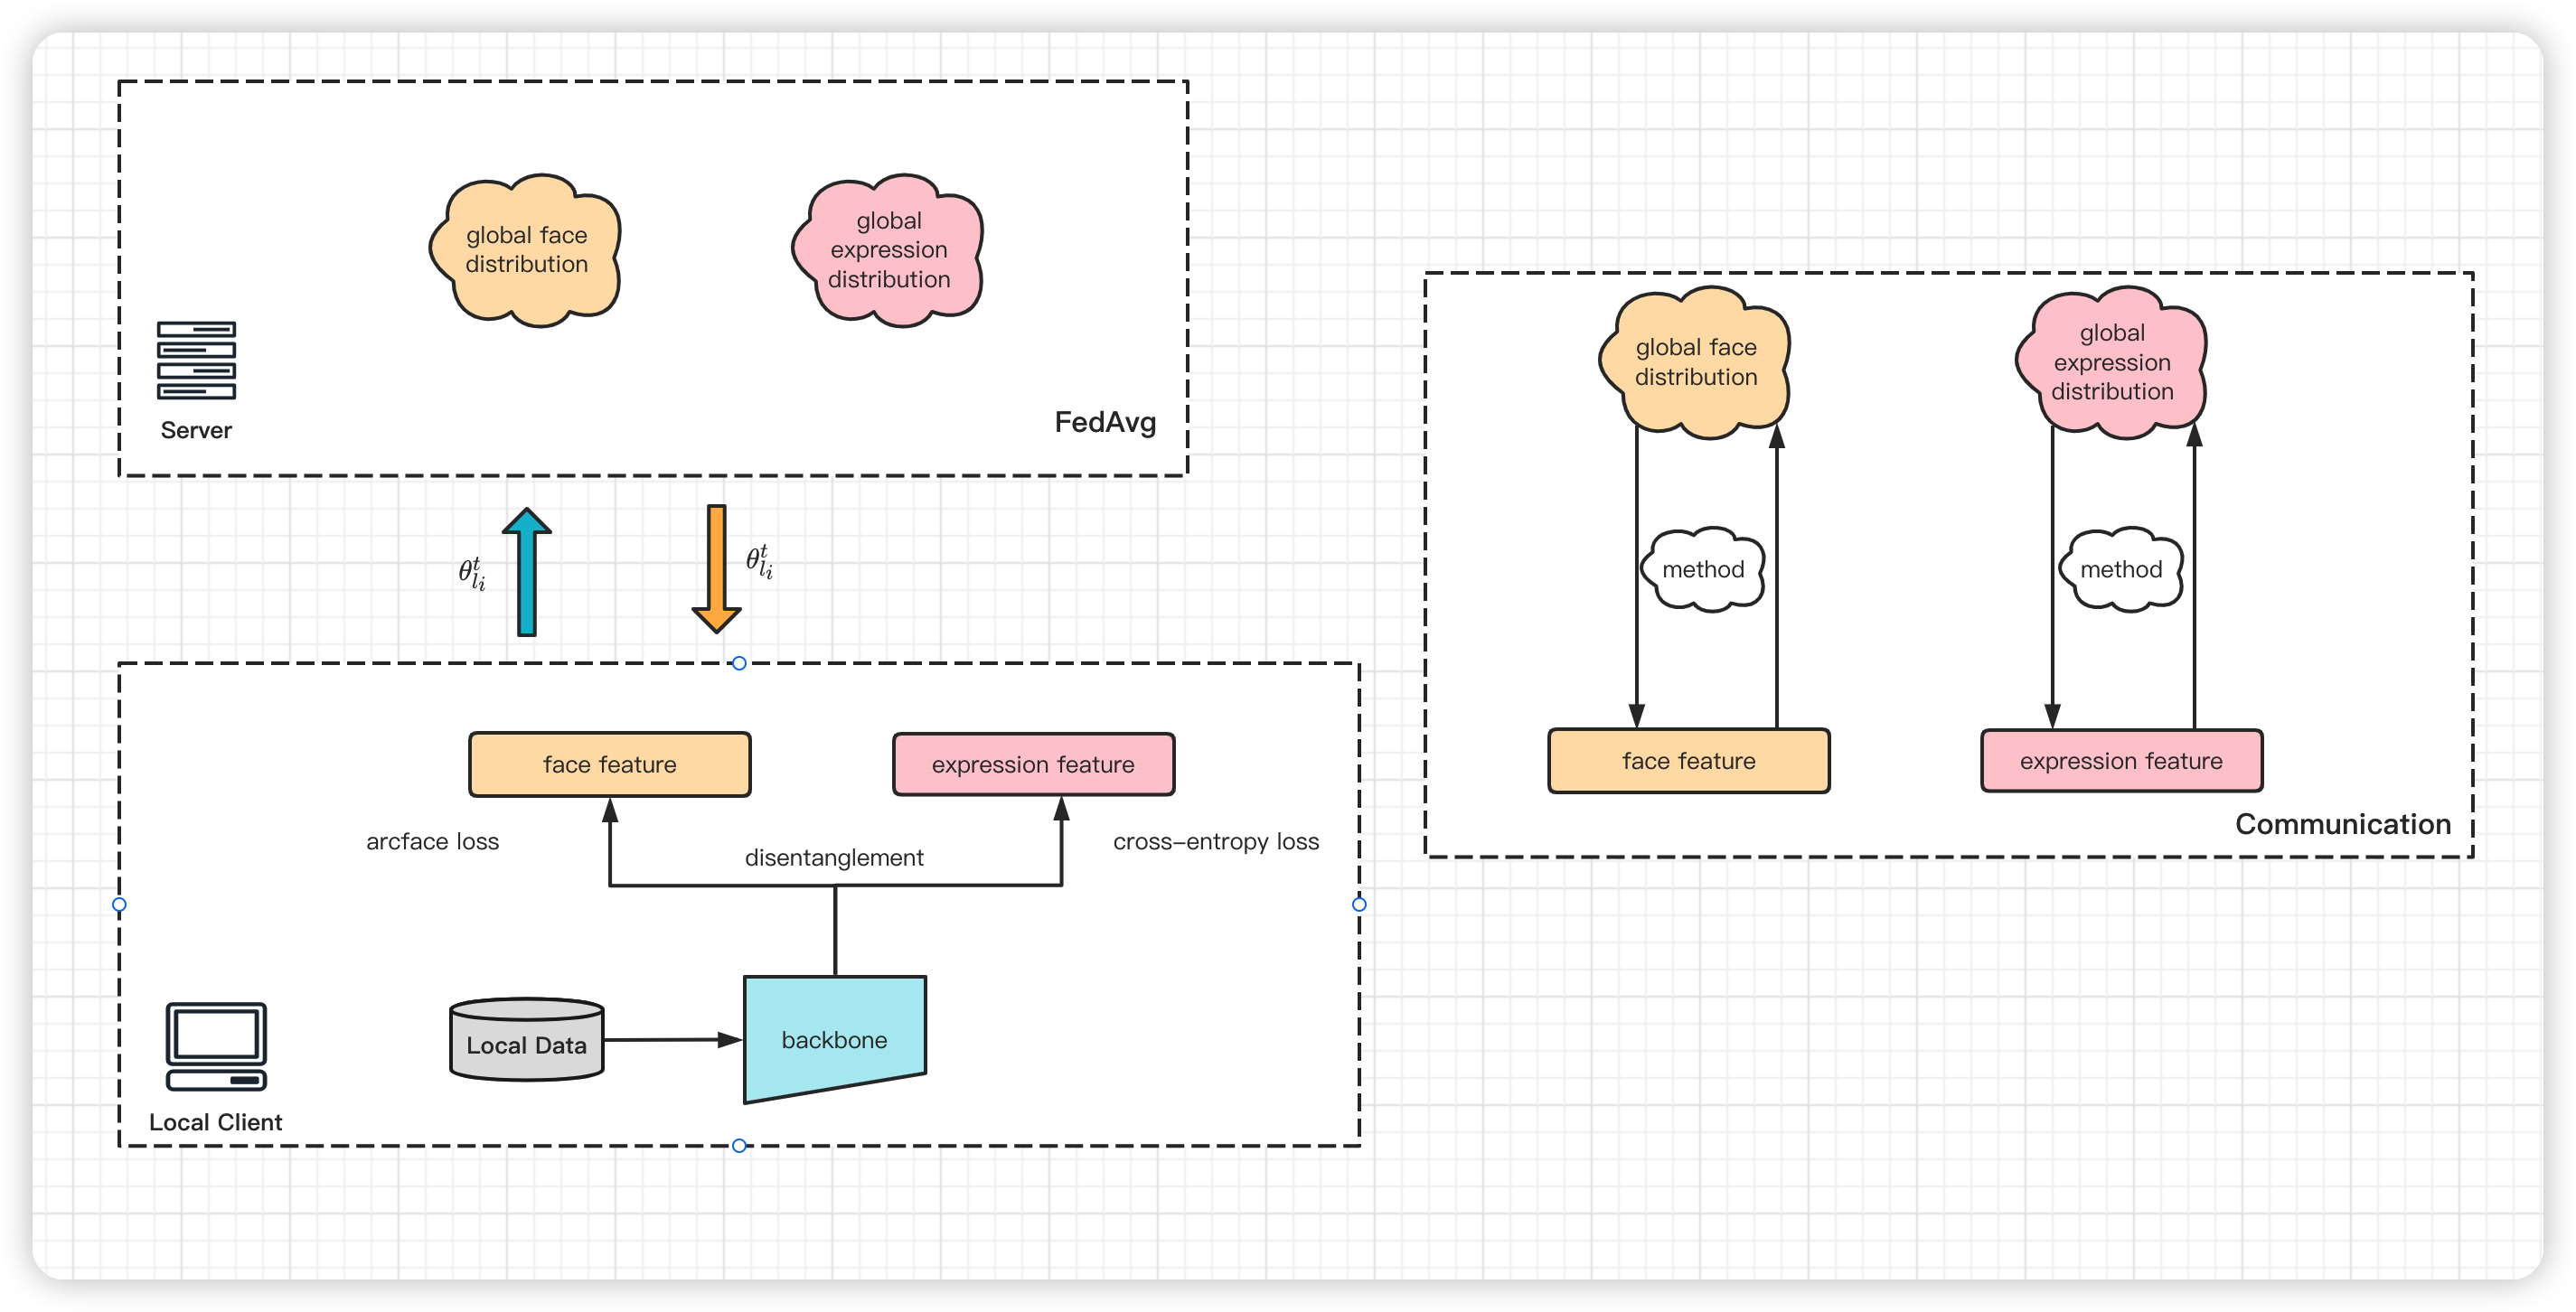 global face
distribution
global
expression
distribution
Server
FedAvg
θ^t_{l_i}
θ^t_{l_i}
face feature
expression feature
arcface loss
disentanglement
cross-entropy loss
Local Data
backbone
Local Client
global face
distribution
global
expression
distribution
method
method
face feature
expression feature
Communication